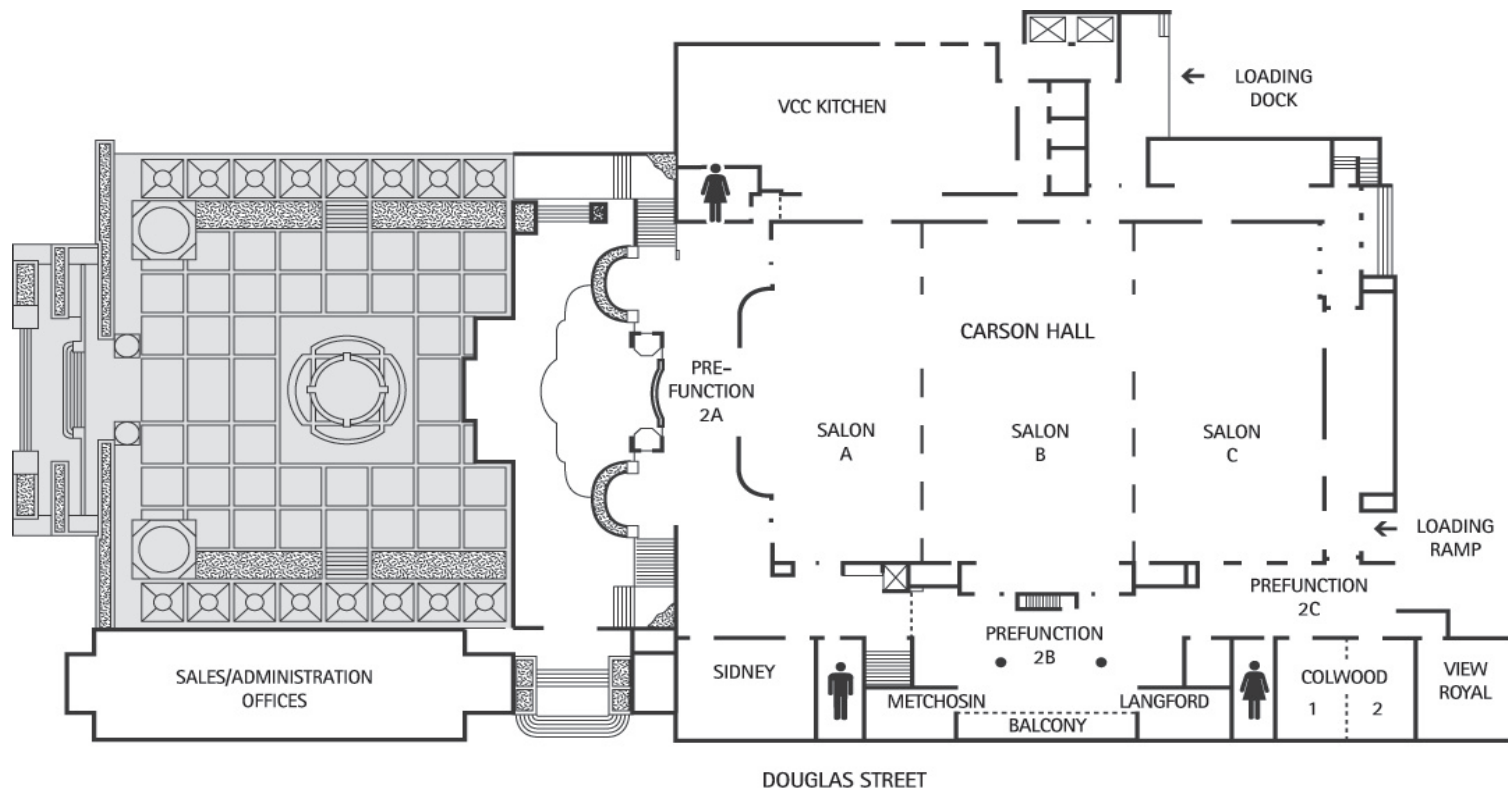 LOADING
DOCK
VCC KITCHEN
CARSON HALL
PRE-
FUNCTION
2A
SALON
A
SALON
B
SALON
C
LOADING
RAMP
PREFUNCTION
2C
PREFUNCTION
2B
SALES/ADMINISTRATION
OFFICES
SIDNEY
METCHOSIN
BALCONY
LANGFORD
COLWOOD
1 2
VIEW
ROYAL
DOUGLAS STREET